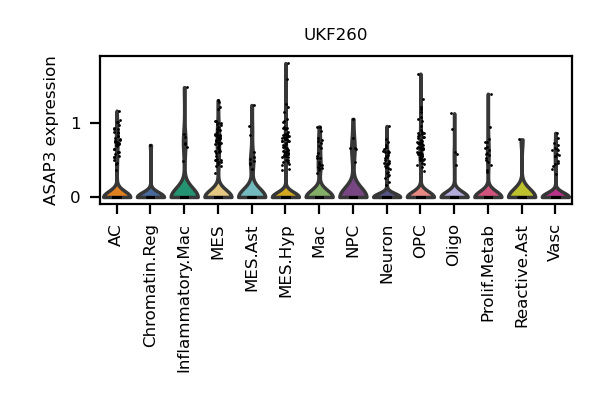 UKF260
ASAP3 expression
1
0
AC
Chromatin.Reg
Inflammatory.Mac
MES
MES.Ast
MES.Hyp
Mac
NPC
Neuron
OPC
Oligo
Prolif.Metab
Reactive.Ast
Vasc